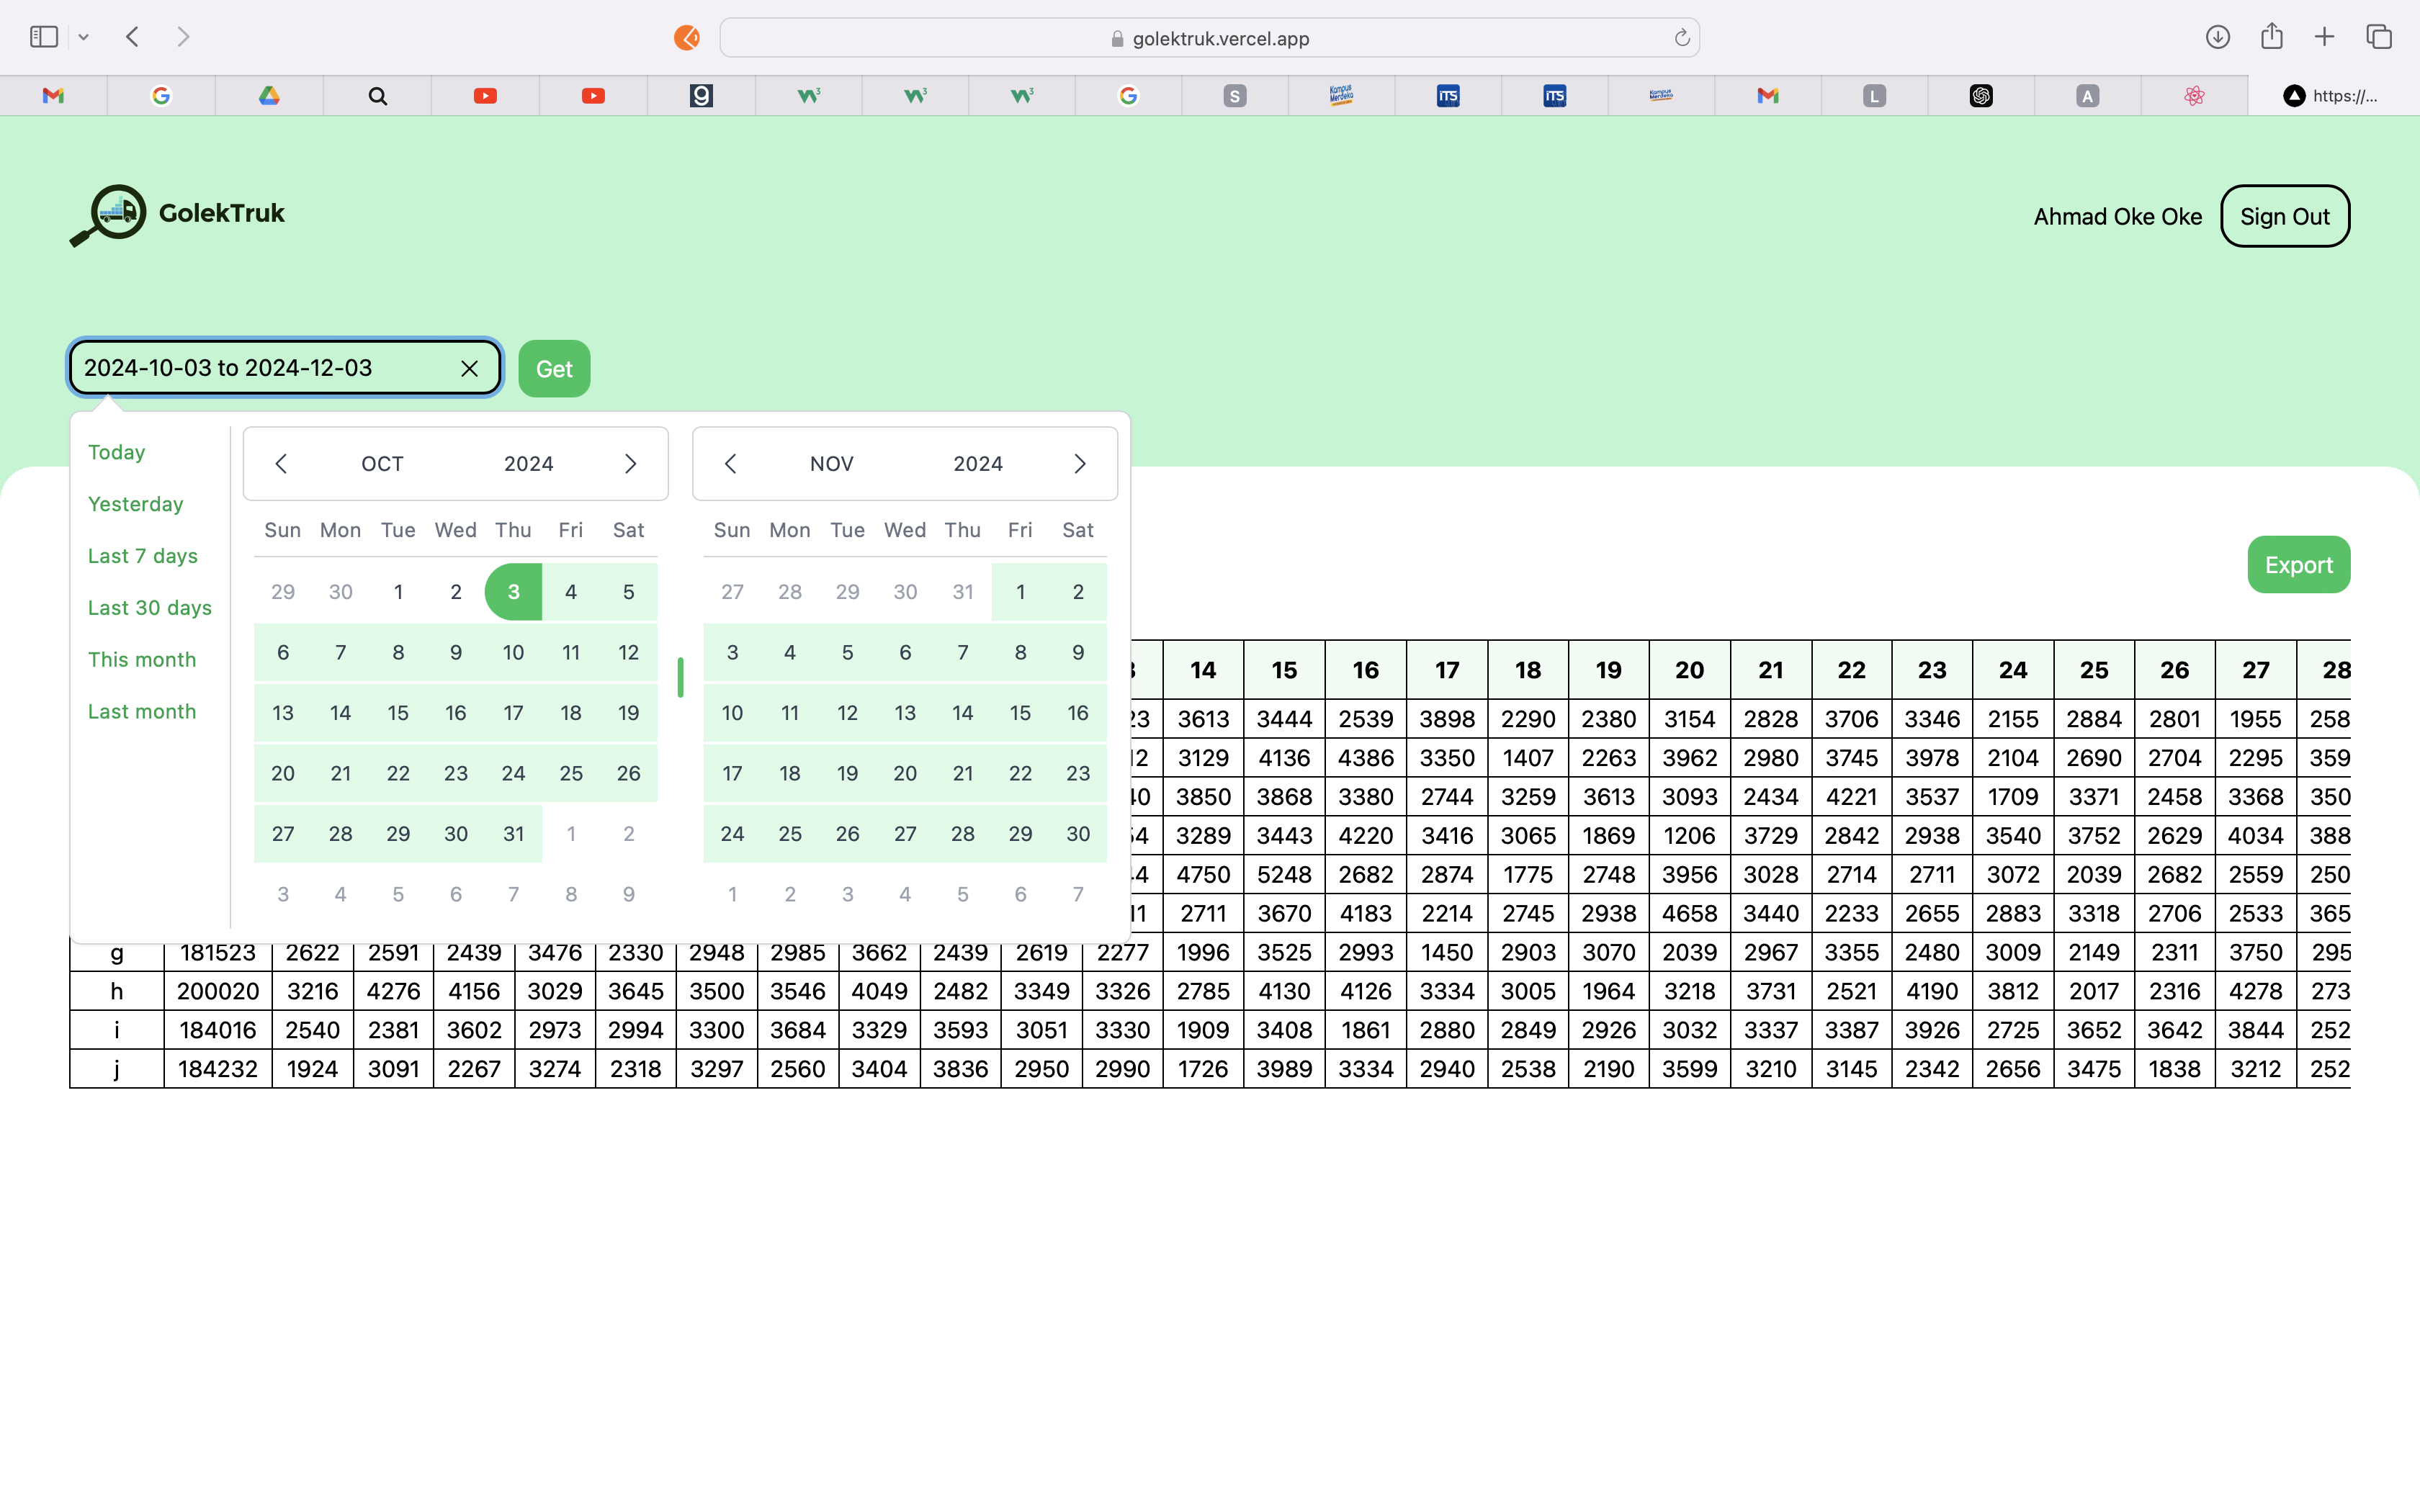 golektruk.vercel.app
g S iTS iTS L A https://...
Kampus Merdeka
GolekTruk
Ahmad Oke Oke Sign Out
2024-10-03 to 2024-12-03 Get
Today
Yesterday
Last 7 days
Last 30 days
This month
Last month
OCT 2024
Sun Mon Tue Wed Thu Fri Sat
29 30 1 2 3 4 5
6 7 8 9 10 11 12
13 14 15 16 17 18 19
20 21 22 23 24 25 26
27 28 29 30 31 1 2
3 4 5 6 7 8 9
NOV 2024
Sun Mon Tue Wed Thu Fri Sat
27 28 29 30 31 1 2
3 4 5 6 7 8 9
10 11 12 13 14 15 16
17 18 19 20 21 22 23
24 25 26 27 28 29 30
1 2 3 4 5 6 7
Export
14 15 16 17 18 19 20 21 22 23 24 25 26 27 28
3613 3444 2539 3898 2290 2380 3154 2828 3706 3346 2155 2884 2801 1955 258
3129 4136 4386 3350 1407 2263 3962 2980 3745 3978 2104 2690 2704 2295 359
3850 3868 3380 2744 3259 3613 3093 2434 4221 3537 1709 3371 2458 3368 350
3289 3443 4220 3416 3065 1869 1206 3729 2842 2938 3540 3752 2629 4034 388
4750 5248 2682 2874 1775 2748 3956 3028 2714 2711 3072 2039 2682 2559 250
2711 3670 4183 2214 2745 2938 4658 3440 2233 2655 2883 3318 2706 2533 365
g 181523 2622 2591 2439 3476 2330 2948 2985 3662 2439 2619 2277 1996 3525 2993 1450 2903 3070 2039 2967 3355 2480 3009 2149 2311 3750 295
h 200020 3216 4276 4156 3029 3645 3500 3546 4049 2482 3349 3326 2785 4130 4126 3334 3005 1964 3218 3731 2521 4190 3812 2017 2316 4278 273
i 184016 2540 2381 3602 2973 2994 3300 3684 3329 3593 3051 3330 1909 3408 1861 2880 2849 2926 3032 3337 3387 3926 2725 3652 3642 3844 252
j 184232 1924 3091 2267 3274 2318 3297 2560 3404 3836 2950 2990 1726 3989 3334 2940 2538 2190 3599 3210 3145 2342 2656 3475 1838 3212 252